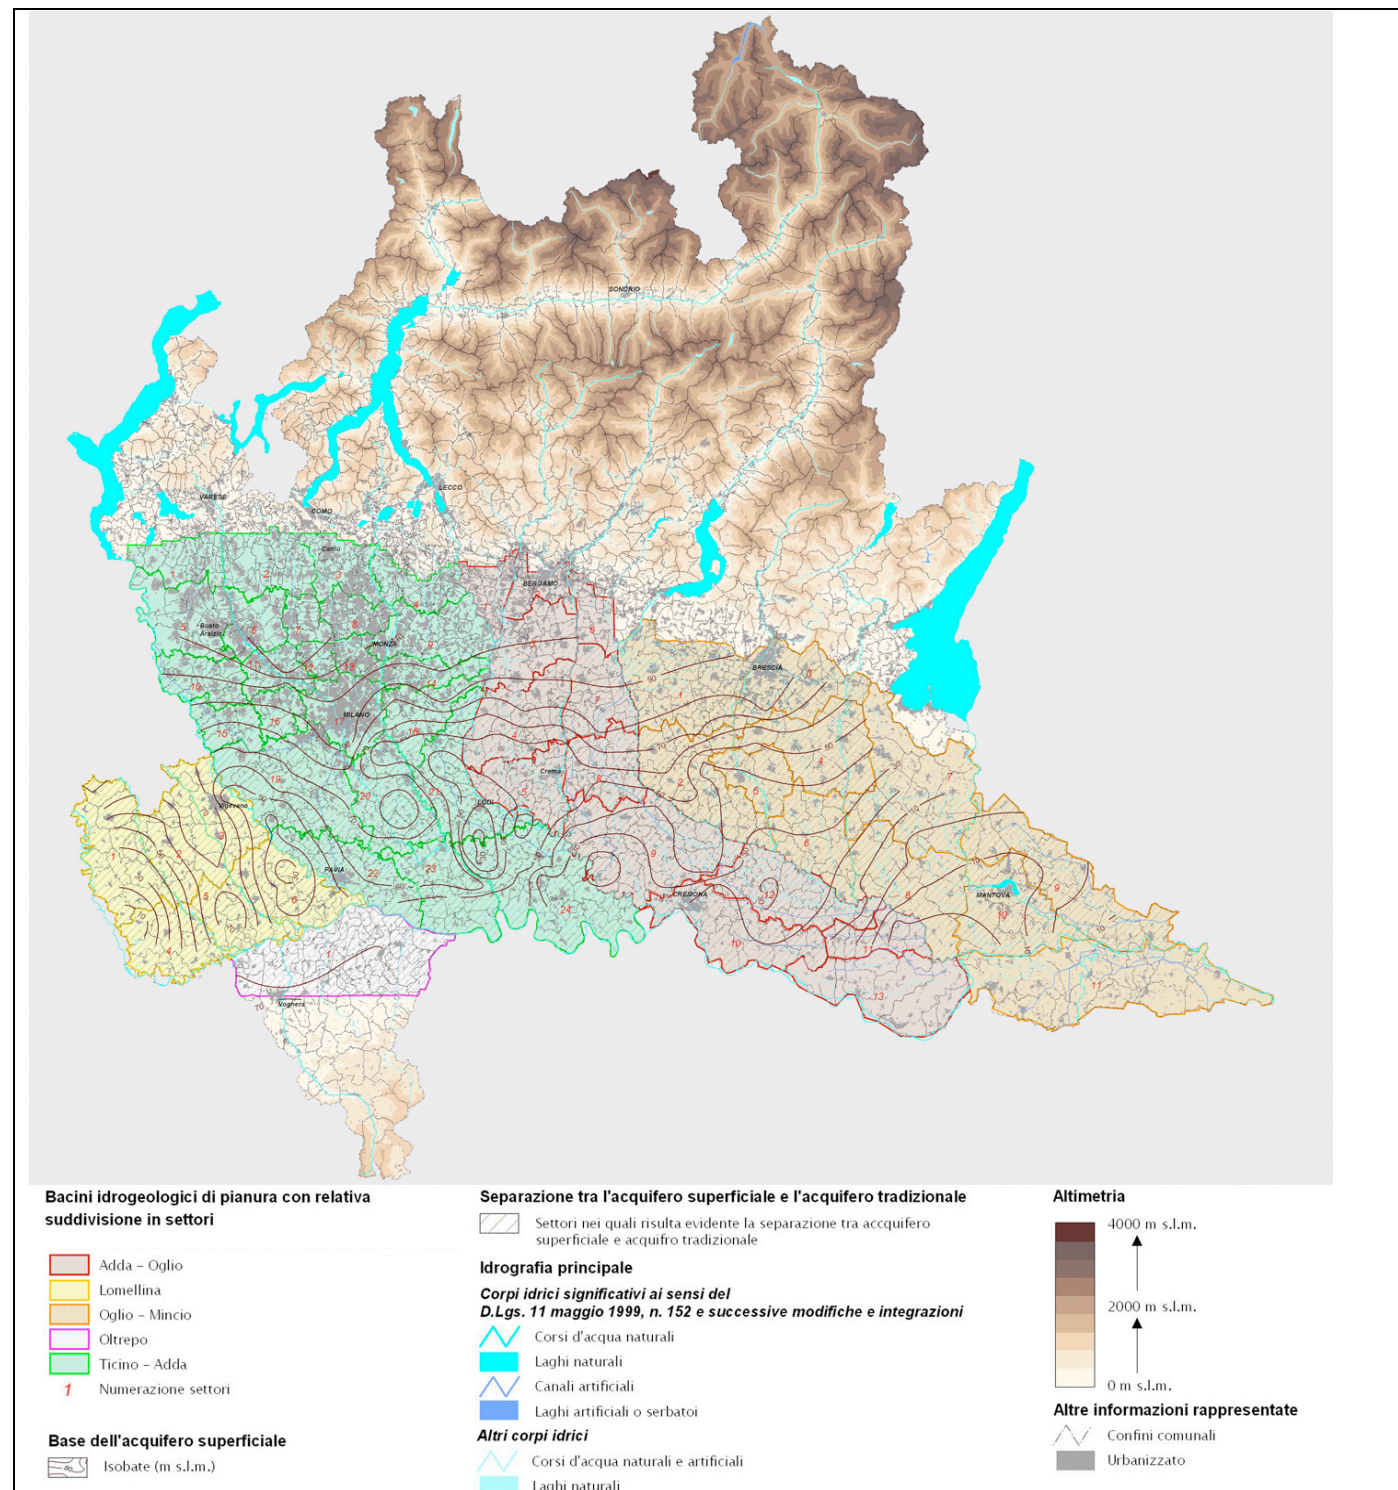 SONDRIO
LECCO
VARESE
COMO
Cantù
BERGAMO
Busto
Arsizio
MONZA
BRESCIA
MILANO
Crema
LODI
Vigevano
PAVIA
CREMONA
MANTOVA
Voghera
Bacini idrogeologici di pianura con relativa
suddivisione in settori
Adda – Oglio
Lomellina
Oglio – Mincio
Oltrepo
Ticino – Adda
1 Numerazione settori
Base dell'acquifero superficiale
Isobate (m s.l.m.)
Separazione tra l'acquifero superficiale e l'acquifero tradizionale
Settori nei quali risulta evidente la separazione tra accquifero
superficiale e acquifro tradizionale
Idrografia principale
Corpi idrici significativi ai sensi del
D.Lgs. 11 maggio 1999, n. 152 e successive modifiche e integrazioni
Corsi d'acqua naturali
Laghi naturali
Canali artificiali
Laghi artificiali o serbatoi
Altri corpi idrici
Corsi d'acqua naturali e artificiali
Laghi naturali
Altimetria
4000 m s.l.m.
2000 m s.l.m.
0 m s.l.m.
Altre informazioni rappresentate
Confini comunali
Urbanizzato